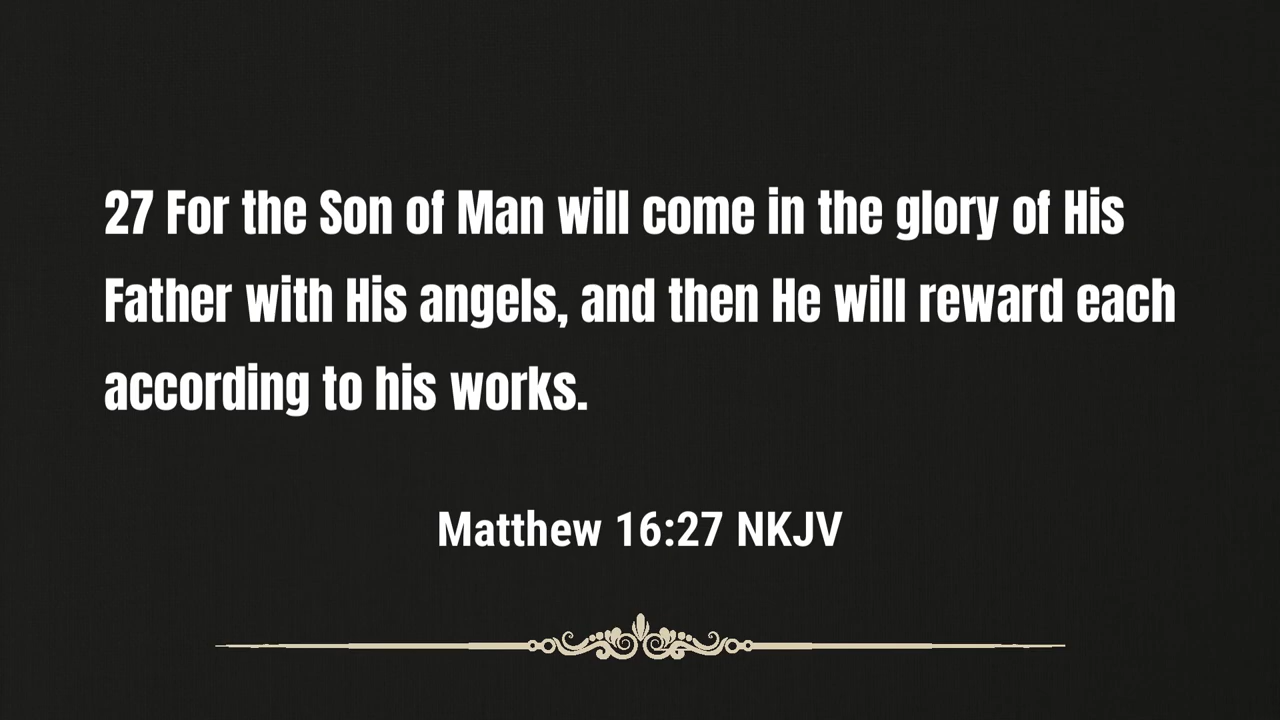 27 For the Son of Man will come in the glory of His
Father with His angels, and then He will reward each
according to his works.
Matthew 16:27 NKJV